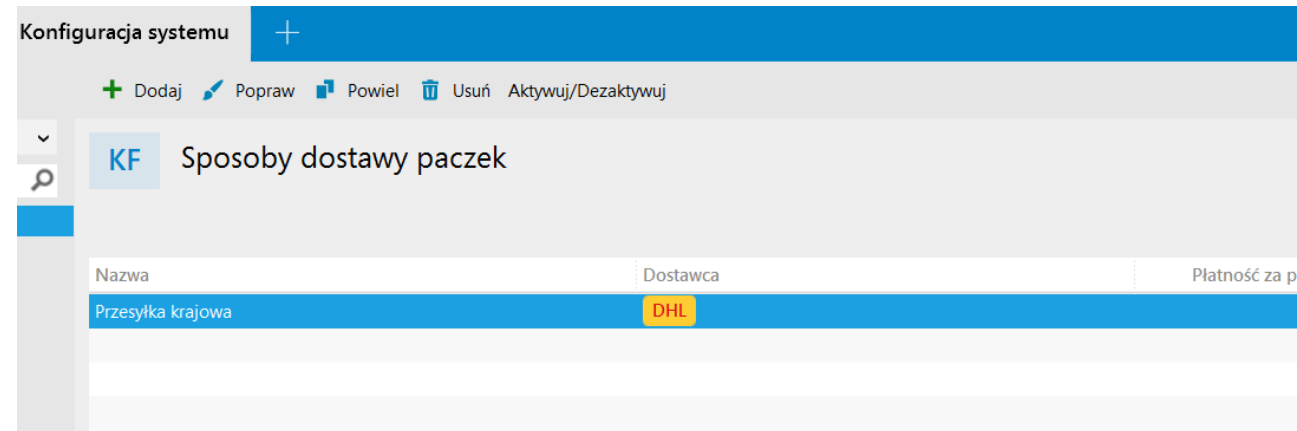 Konfiguracja systemu
Dodaj Popraw Powiel Usuń Aktywuj/Dezaktywuj
KF Sposoby dostawy paczek
Nazwa Dostawca Płatność za p
Przesyłka krajowa DHL